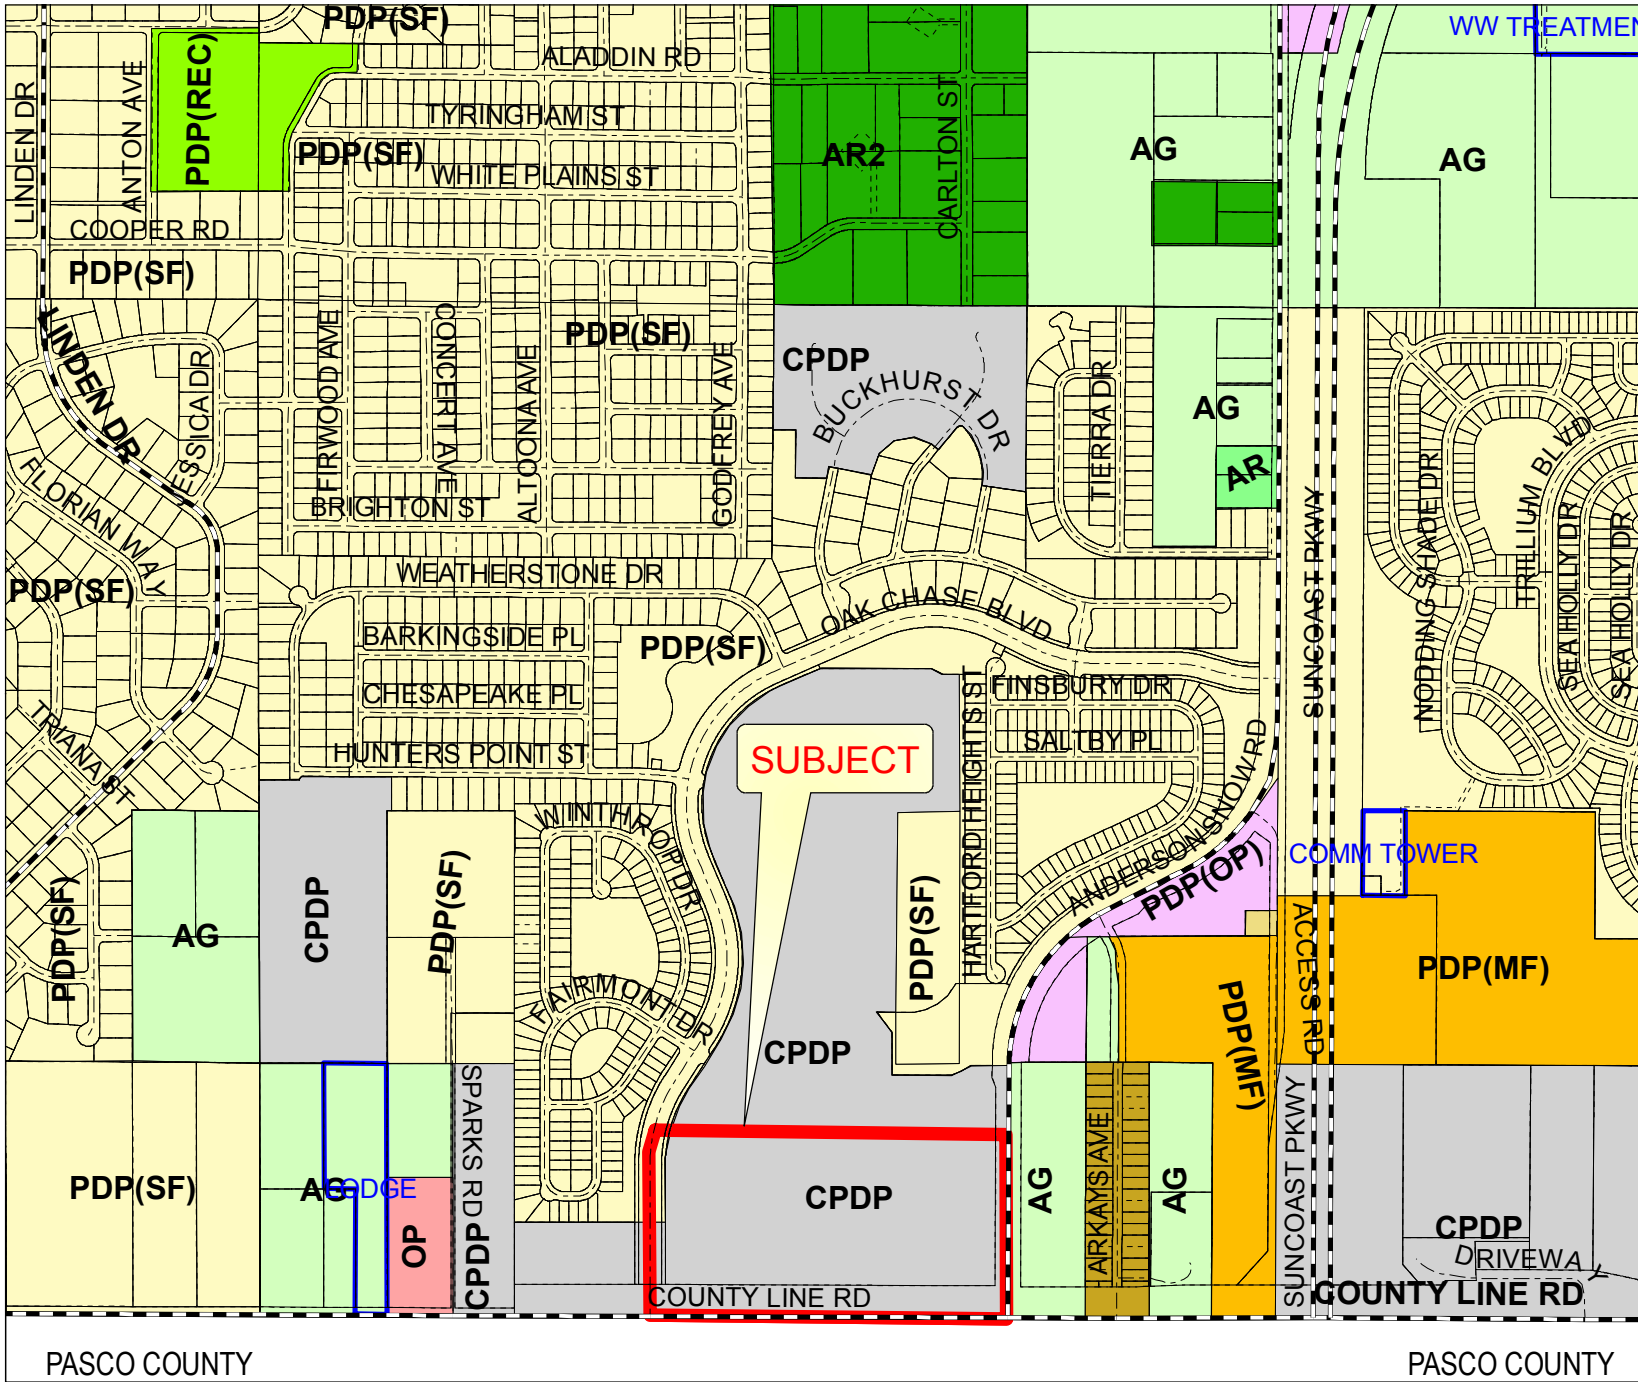 PDP(SF)
WW TREATMEN
ALADDIN RD
LINDEN DR
ANTON AVE
PDP(REC)
TYRINGHAM ST
CARLTON ST
PDP(SF)
AR2
AG
AG
WHITE PLAINS ST
COOPER RD
PDP(SF)
LINDEN DR
ESSICA DR
FIRWOOD AVE
CONCERT AVE
ALTOONA AVE
PDP(SF)
GODFREY AVE
CPDP
BUCKHURST DR
TIERRA DR
AG
AR
SUNCOAST PKWY
NODDING SHADE DR
TRILLIUM BLVD
SEA HOLLY DR
SEA HOLLY DR
FLORIAN WAY
BRIGHTON ST
PDP(SF)
WEATHERSTONE DR
OAK CHASE BLVD
BARKINGSIDE PL
PDP(SF)
CHESAPEAKE PL
FINSBURY DR
TRIANA ST
HUNTERS POINT ST
SUBJECT
HARTFORD HEIGHTS ST
SALTBY PL
ANDERSON SNOW RD
WINTHROP DR
COMM TOWER
PDP(OP)
PDP(SF)
AG
CPDP
PDP(SF)
PDP(SF)
ACCESS RD
PDP(MF)
FAIRMONT DR
PDP(MF)
CPDP
SPARKS RD
SUNCOAST PKWY
ARKAYS AVE
PDP(SF)
AG
LODGE
CPDP
AG
AG
OP
CPDP
CPDP
DRIVEWAY
COUNTY LINE RD
COUNTY LINE RD
PASCO COUNTY
PASCO COUNTY